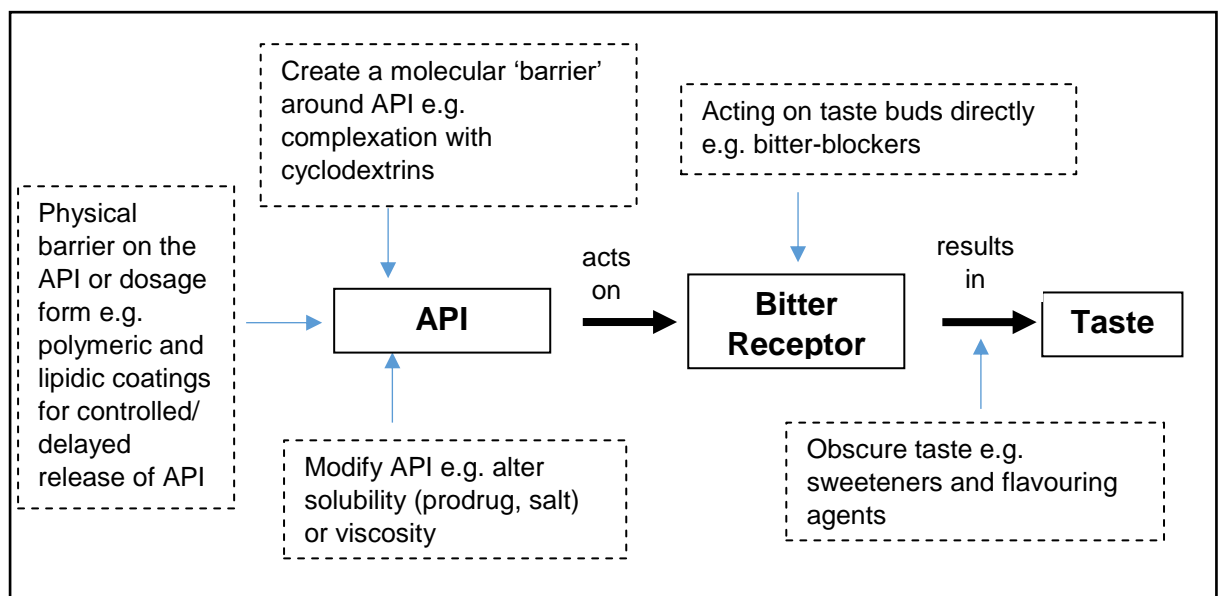 Create a molecular ‘barrier’
around API e.g.
complexation with
cyclodextrins
Acting on taste buds directly
e.g. bitter-blockers
Physical
barrier on the
API or dosage
form e.g.
polymeric and
lipidic coatings
for controlled/
delayed
release of API
API
acts
on
Bitter
Receptor
results
in
Taste
Modify API e.g. alter
solubility (prodrug, salt)
or viscosity
Obscure taste e.g.
sweeteners and flavouring
agents